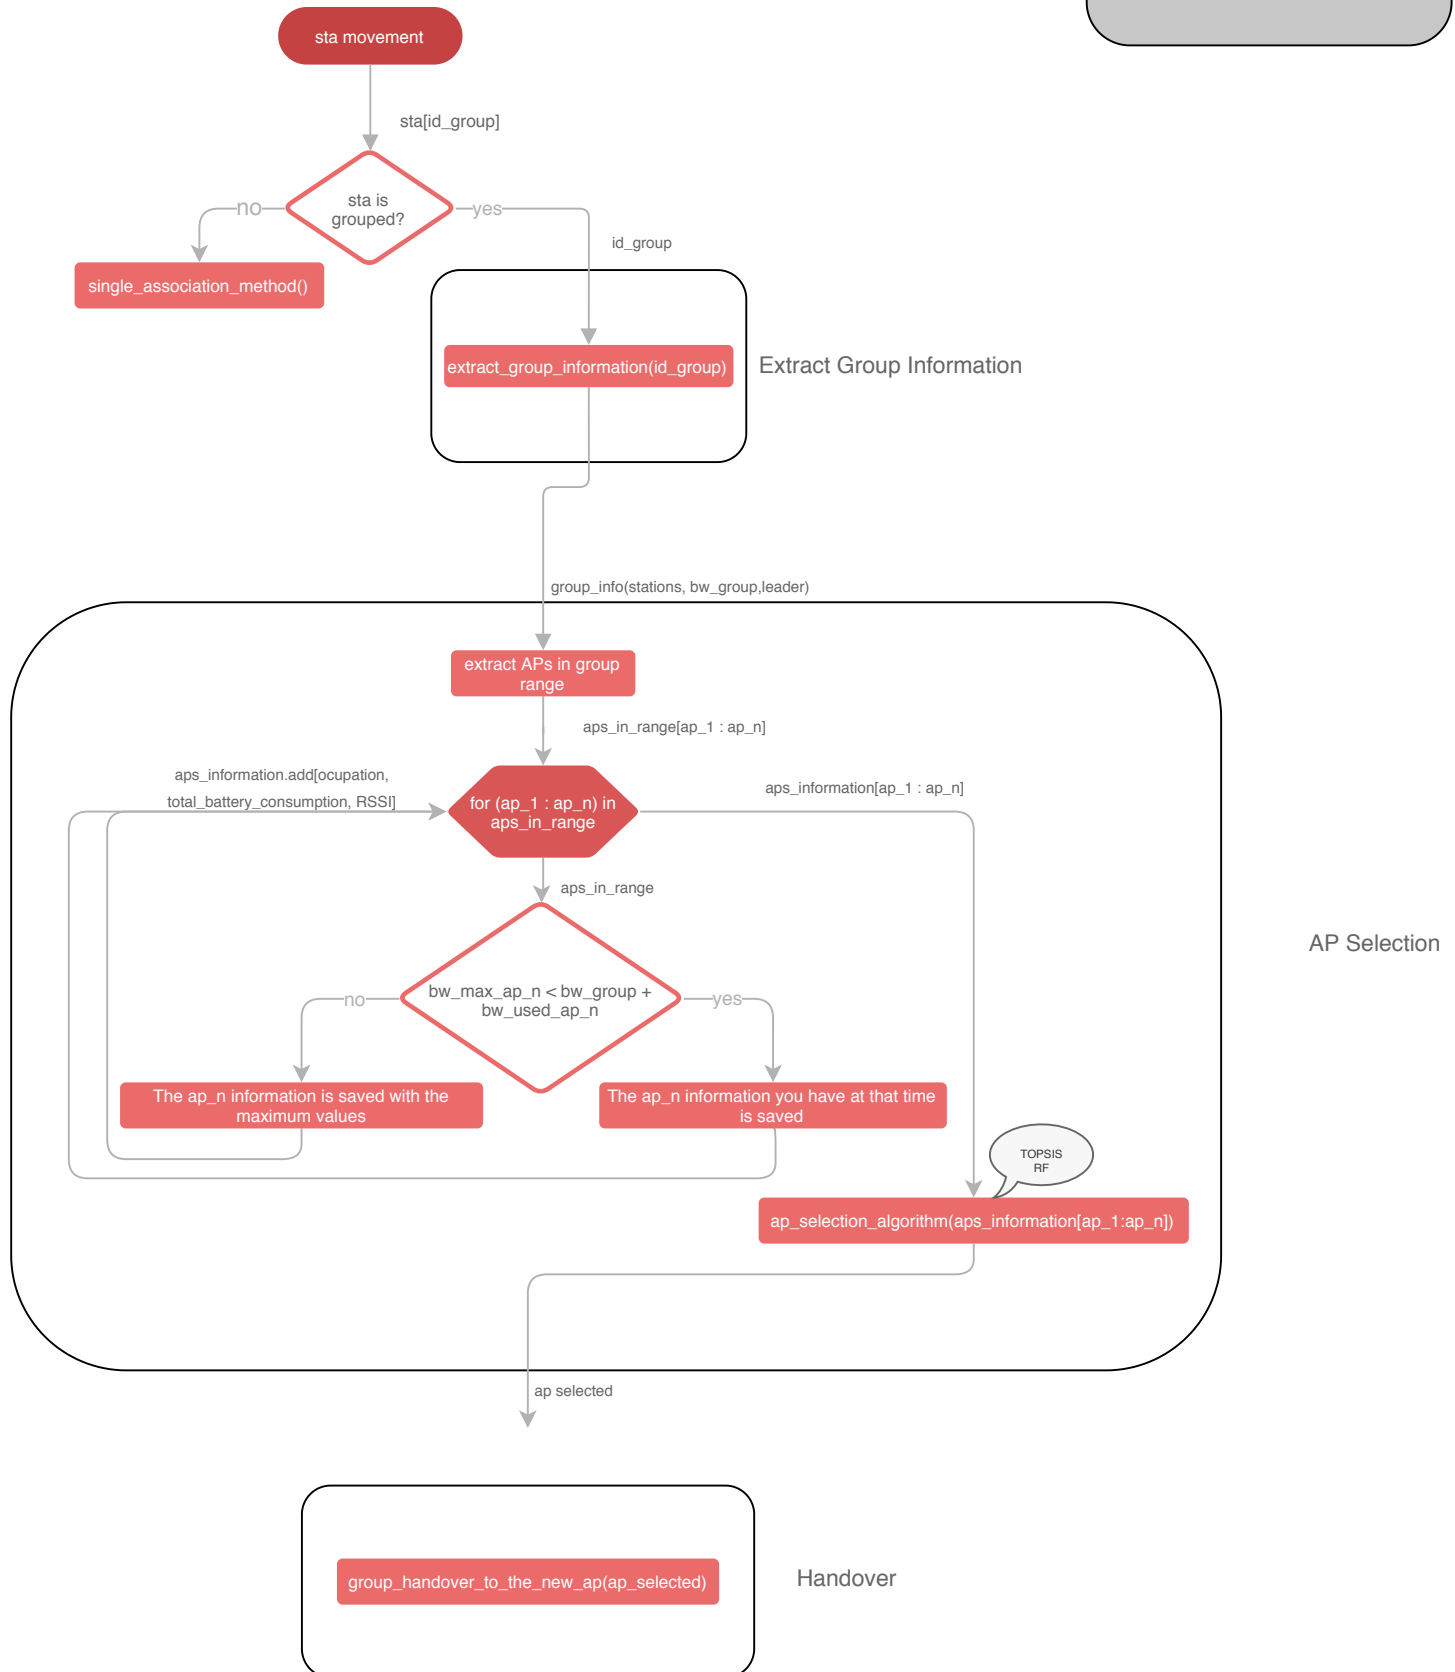 sta movement
sta[id_group]
sta is
grouped?
no
yes
id_group
single_association_method()
extract_group_information(id_group)
Extract Group Information
group_info(stations, bw_group,leader)
extract APs in group
range
aps_in_range[ap_1 : ap_n]
aps_information.add[ocupation,
total_battery_consumption, RSSI]
for (ap_1 : ap_n) in
aps_in_range
aps_information[ap_1 : ap_n]
aps_in_range
AP Selection
bw_max_ap_n < bw_group +
bw_used_ap_n
no
yes
The ap_n information is saved with the
maximum values
The ap_n information you have at that time
is saved
TOPSIS
RF
ap_selection_algorithm(aps_information[ap_1:ap_n])
ap selected
group_handover_to_the_new_ap(ap_selected)
Handover